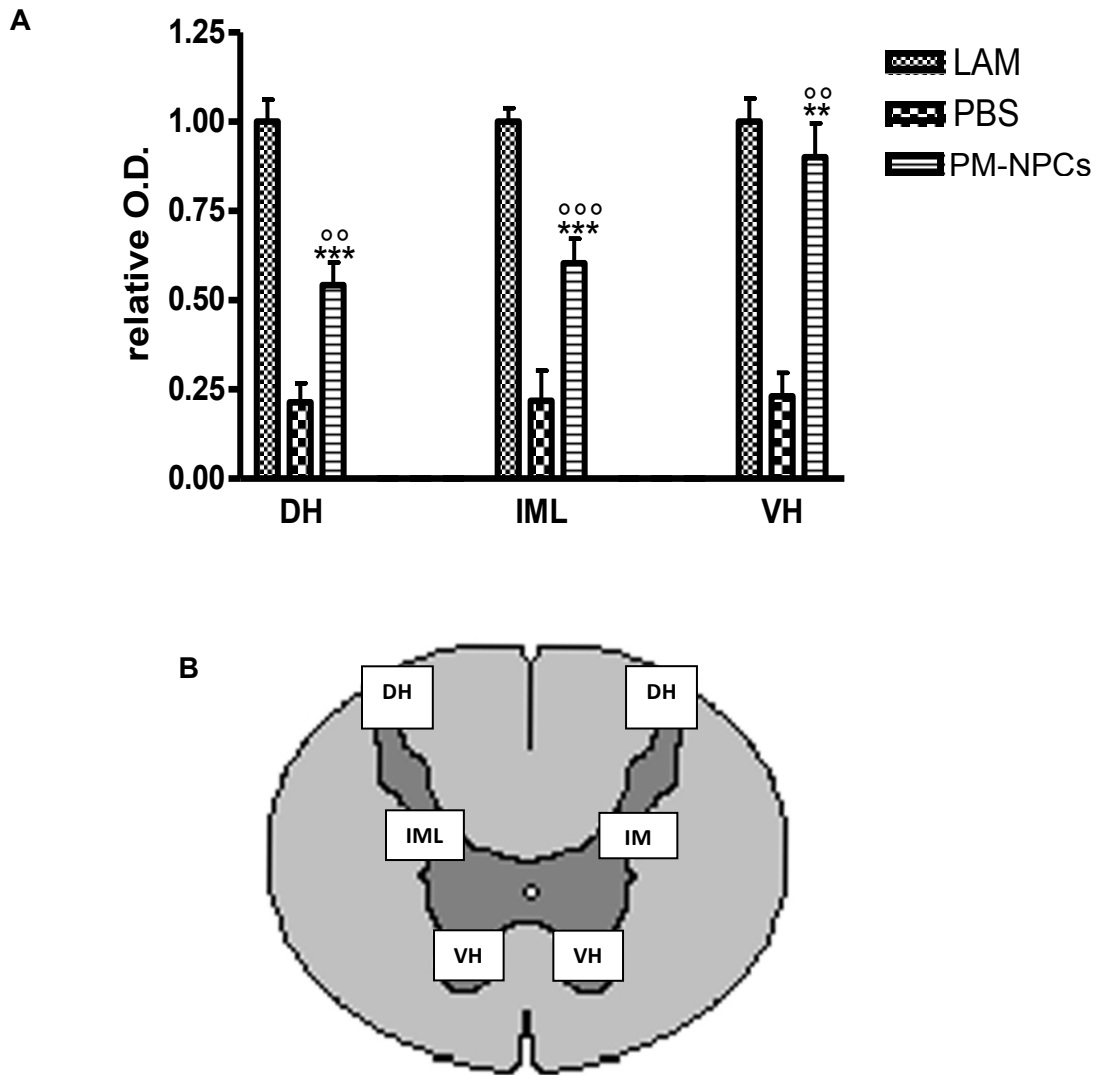 A
1.25
1.00
0.75
0.50
0.25
0.00
relative O.D.
°° ***
°°° ***
°° **
DH IML VH
LAM
PBS
PM-NPCs
B
DH DH
IML IM
VH VH